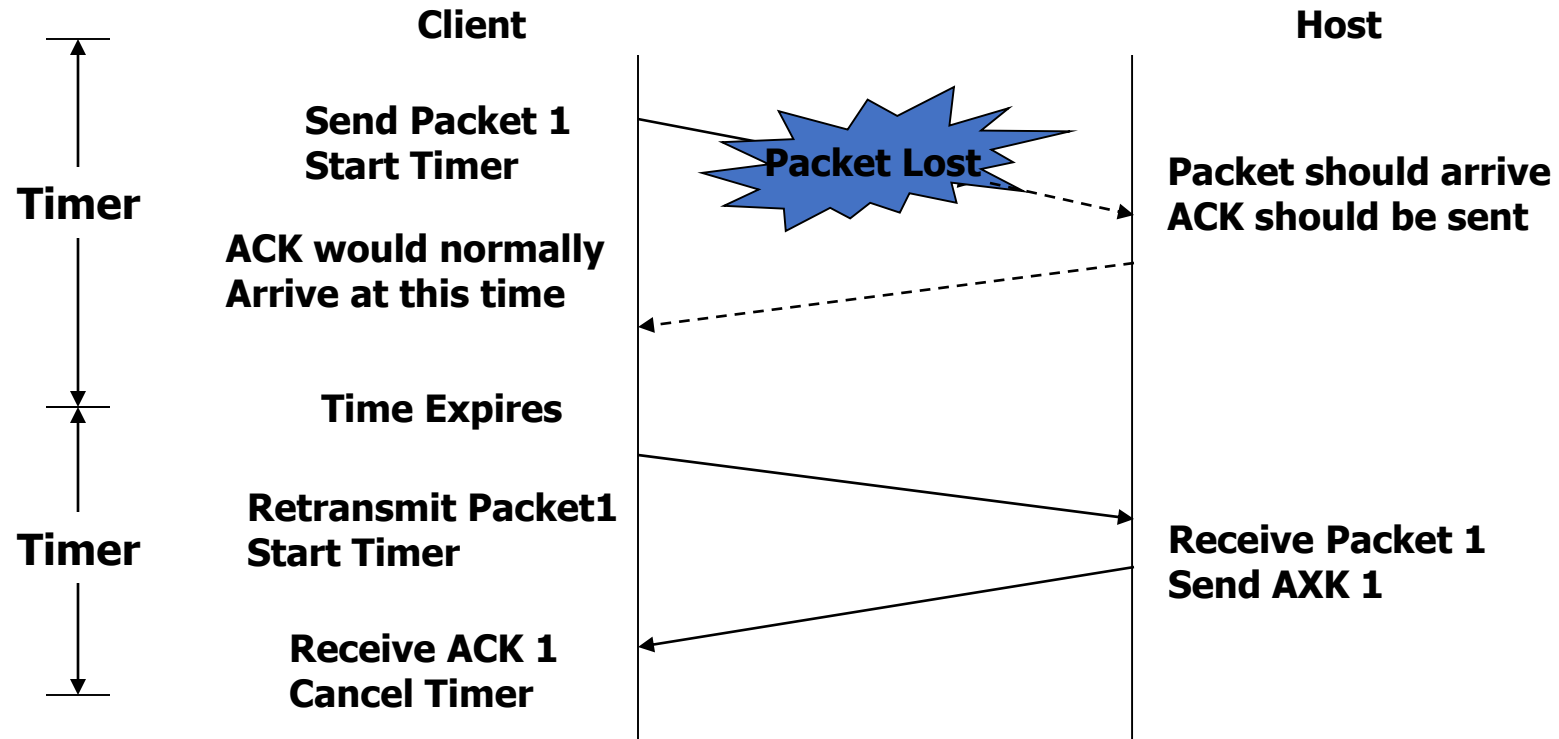 Client
Host
Send Packet 1
Start Timer
Packet Lost
Packet should arrive
ACK should be sent
Timer
ACK would normally
Arrive at this time
Time Expires
Retransmit Packet1
Start Timer
Timer
Receive Packet 1
Send AXK 1
Receive ACK 1
Cancel Timer